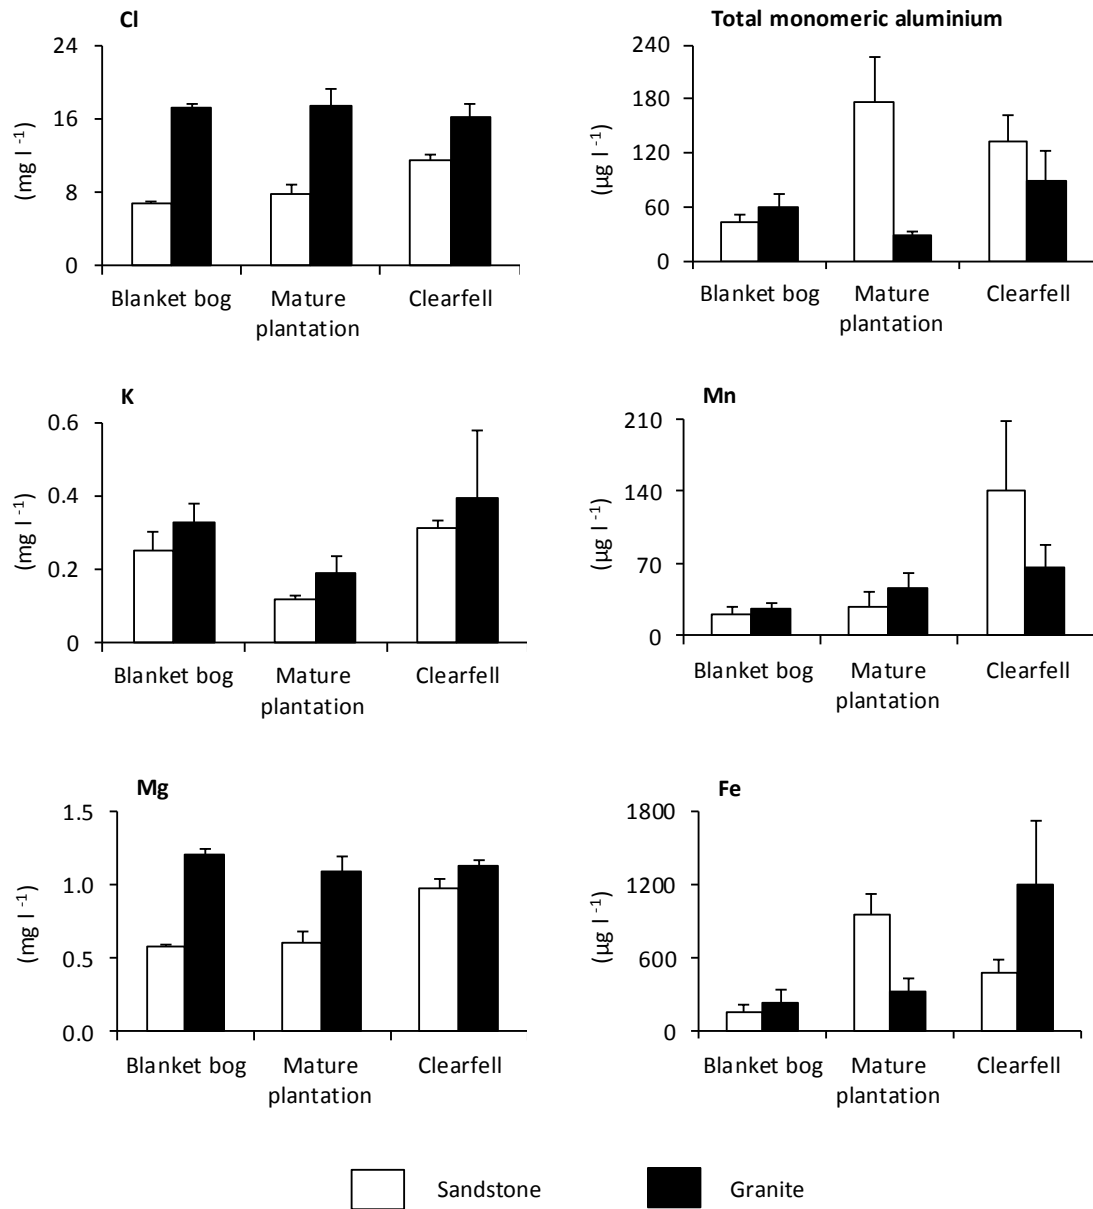 Cl
24
16
8
0
(mg l⁻¹)
Blanket bog
Mature
plantation
Clearfell
Total monomeric aluminium
240
180
120
60
0
(µg l⁻¹)
Blanket bog
Mature
plantation
Clearfell
K
0.6
0.4
0.2
0
(mg l⁻¹)
Blanket bog
Mature
plantation
Clearfell
Mn
210
140
70
0
(µg l⁻¹)
Blanket bog
Mature
plantation
Clearfell
Mg
1.5
1.0
0.5
0.0
(mg l⁻¹)
Blanket bog
Mature
plantation
Clearfell
Fe
1800
1200
600
0
(µg l⁻¹)
Blanket bog
Mature
plantation
Clearfell
Sandstone
Granite